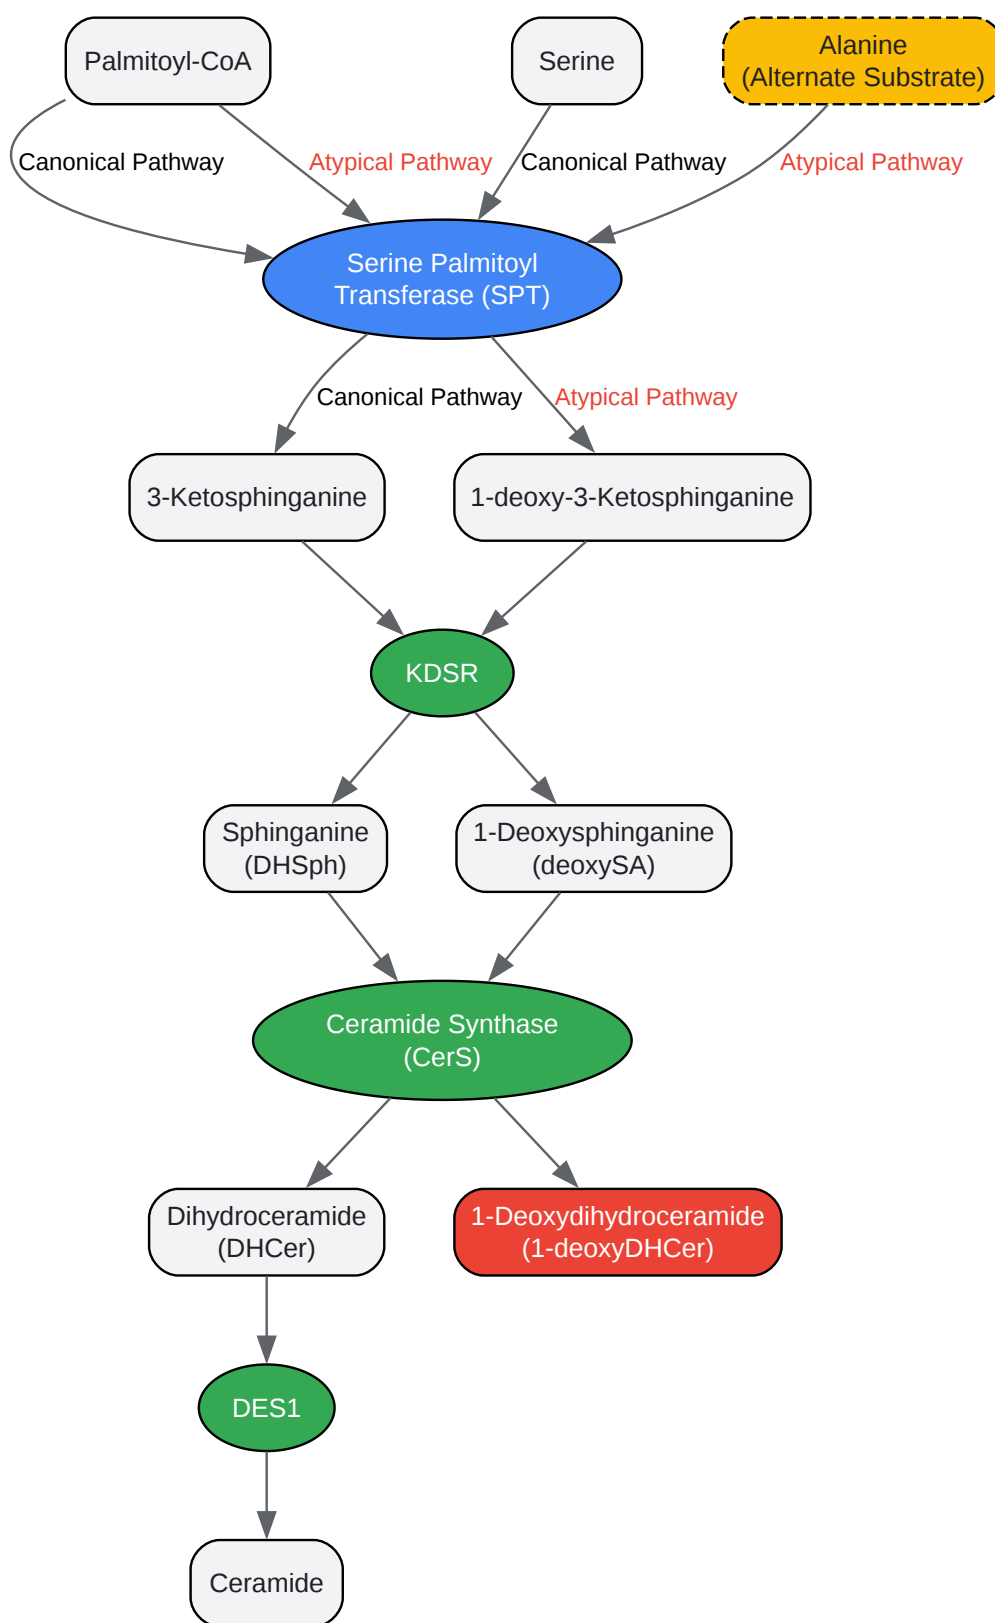 Palmitoyl-CoA
Serine
Alanine
(Alternate Substrate)
Canonical Pathway
Atypical Pathway
Canonical Pathway
Atypical Pathway
Serine Palmitoyl
Transferase (SPT)
Canonical Pathway
Atypical Pathway
3-Ketosphinganine
1-deoxy-3-Ketosphinganine
KDSR
Sphinganine
(DHSph)
1-Deoxysphinganine
(deoxySA)
Ceramide Synthase
(CerS)
Dihydroceramide
(DHCer)
1-Deoxydihydroceramide
(1-deoxyDHCer)
DES1
Ceramide